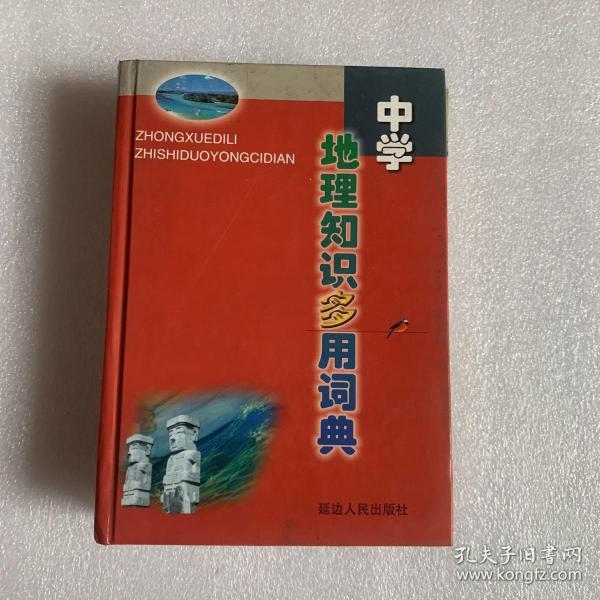 中学
地理知识多用词典
ZHONGXUEDILI
ZHISHIDUOYONGCIDIAN
延边人民出版社
孔夫子旧书网
www.kongfz.com